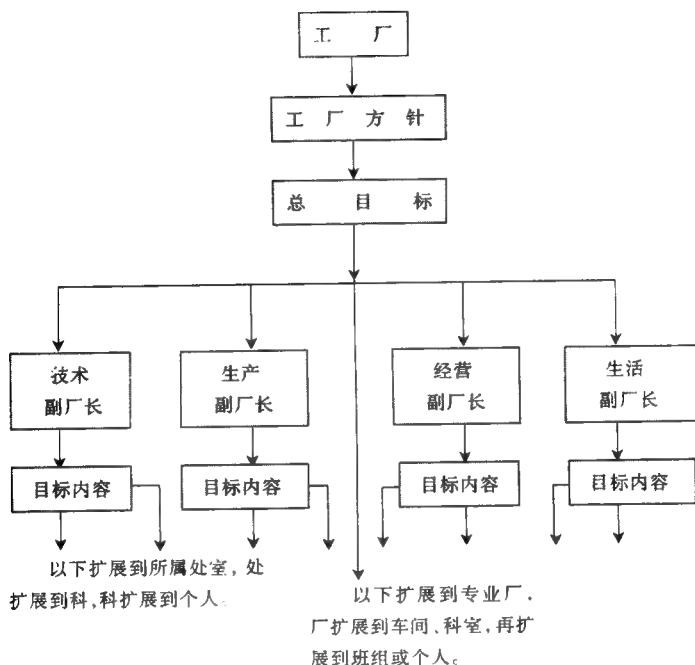 工厂
工厂方针
总目标
技术
副厂长
生产
副厂长
经营
副厂长
生活
副厂长
目标内容
目标内容
目标内容
目标内容
以下扩展到所属处室，处
扩展到科，科扩展到个人。
以下扩展到专业厂，
厂扩展到车间、科室，再扩
展到班组或个人。